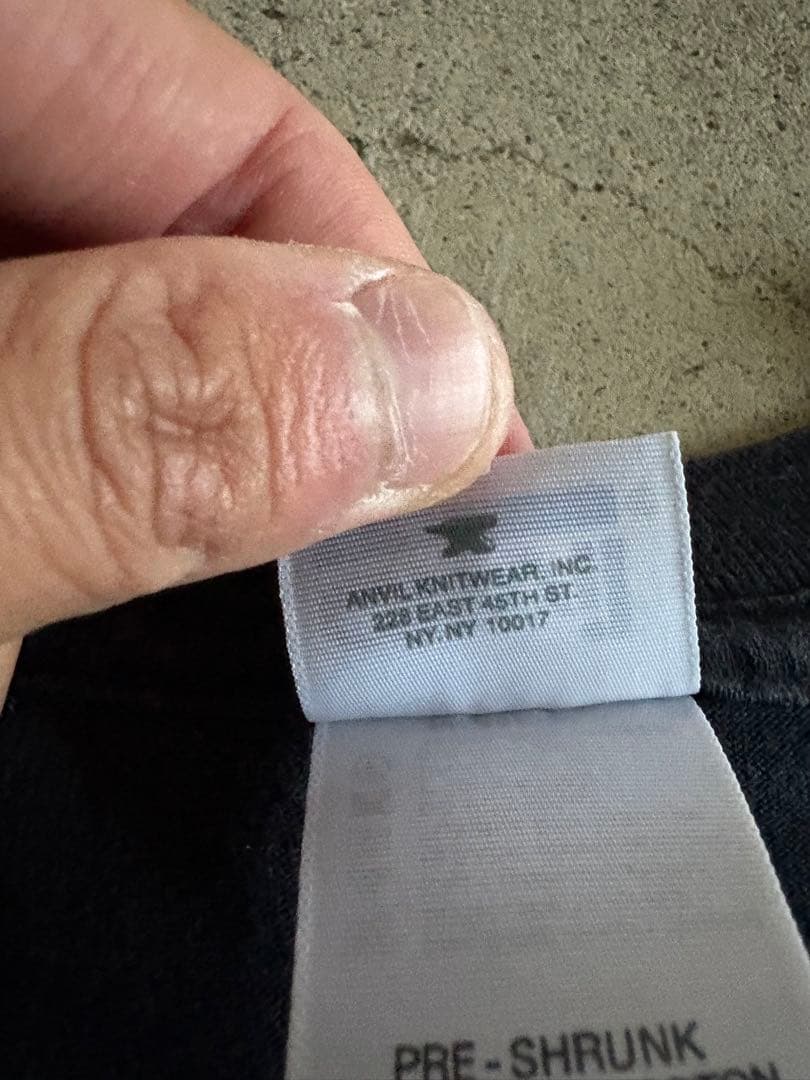 ANVIL KNITWEAR, INC.
228 EAST 45TH ST.
NY, NY 10017
PRE-SHRUNK